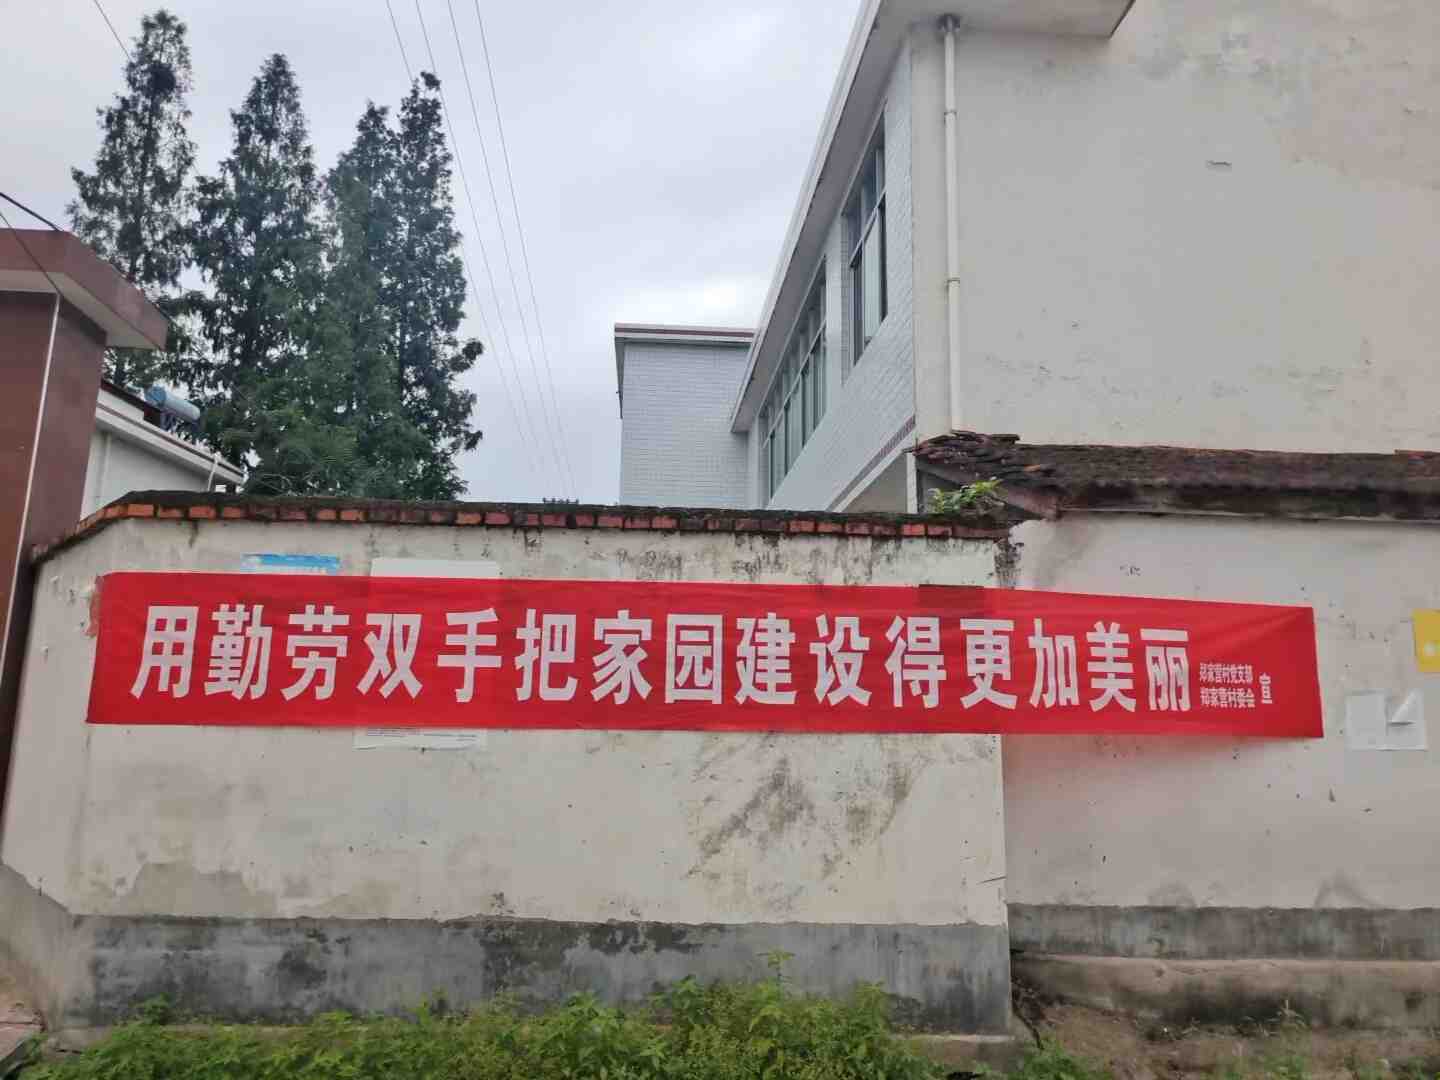 用勤劳双手把家园建设得更加美丽
郑家营村党支部
郑家营村委会
宣